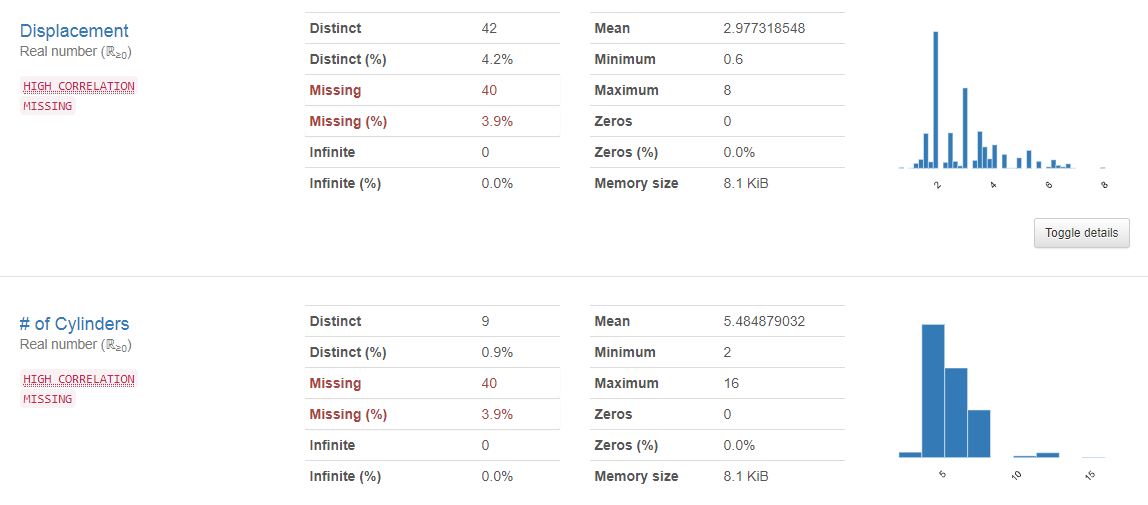 Displacement
Real number (ℝ≥0)
HIGH CORRELATION
MISSING
Distinct 42
Distinct (%) 4.2%
Missing 40
Missing (%) 3.9%
Infinite 0
Infinite (%) 0.0%
Mean 2.977318548
Minimum 0.6
Maximum 8
Zeros 0
Zeros (%) 0.0%
Memory size 8.1 KiB
2 4 6 8
Toggle details
# of Cylinders
Real number (ℝ≥0)
HIGH CORRELATION
MISSING
Distinct 9
Distinct (%) 0.9%
Missing 40
Missing (%) 3.9%
Infinite 0
Infinite (%) 0.0%
Mean 5.484879032
Minimum 2
Maximum 16
Zeros 0
Zeros (%) 0.0%
Memory size 8.1 KiB
5 10 15